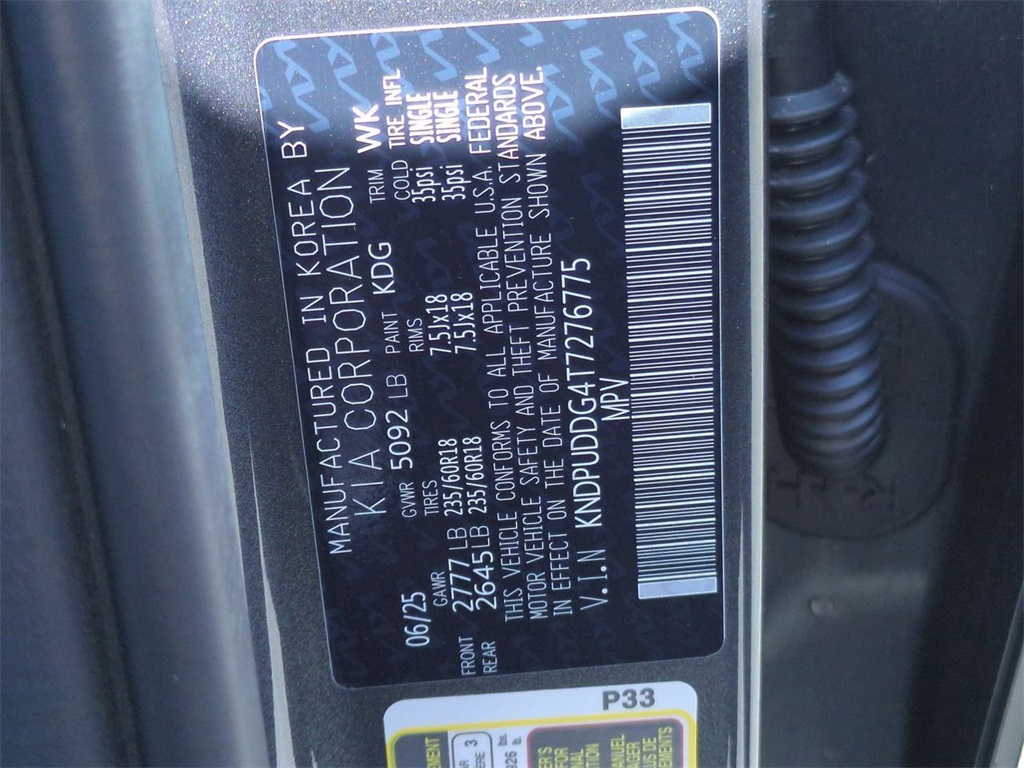 MANUFACTURED IN KOREA BY
KIA CORPORATION
06/25 GVWR 5092 LB PAINT KDG TRIM WK
GAWR TIRES RIMS COLD TIRE INFL
FRONT 2777 LB 235/60R18 7.5Jx18 35psi SINGLE
REAR 2645 LB 235/60R18 7.5Jx18 35psi SINGLE
THIS VEHICLE CONFORMS TO ALL APPLICABLE U.S.A. FEDERAL
MOTOR VEHICLE SAFETY AND THEFT PREVENTION STANDARDS
IN EFFECT ON THE DATE OF MANUFACTURE SHOWN ABOVE.
V.I.N KNDPUDDG4T7276775
MPV
P33
3